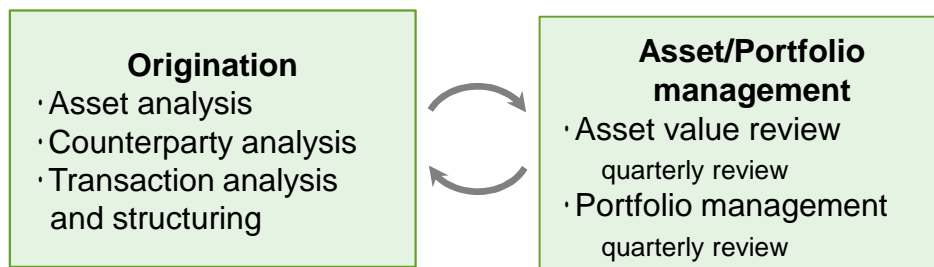 Origination
·Asset analysis
·Counterparty analysis
·Transaction analysis
and structuring
Asset/Portfolio
management
·Asset value review
quarterly review
·Portfolio management
quarterly review